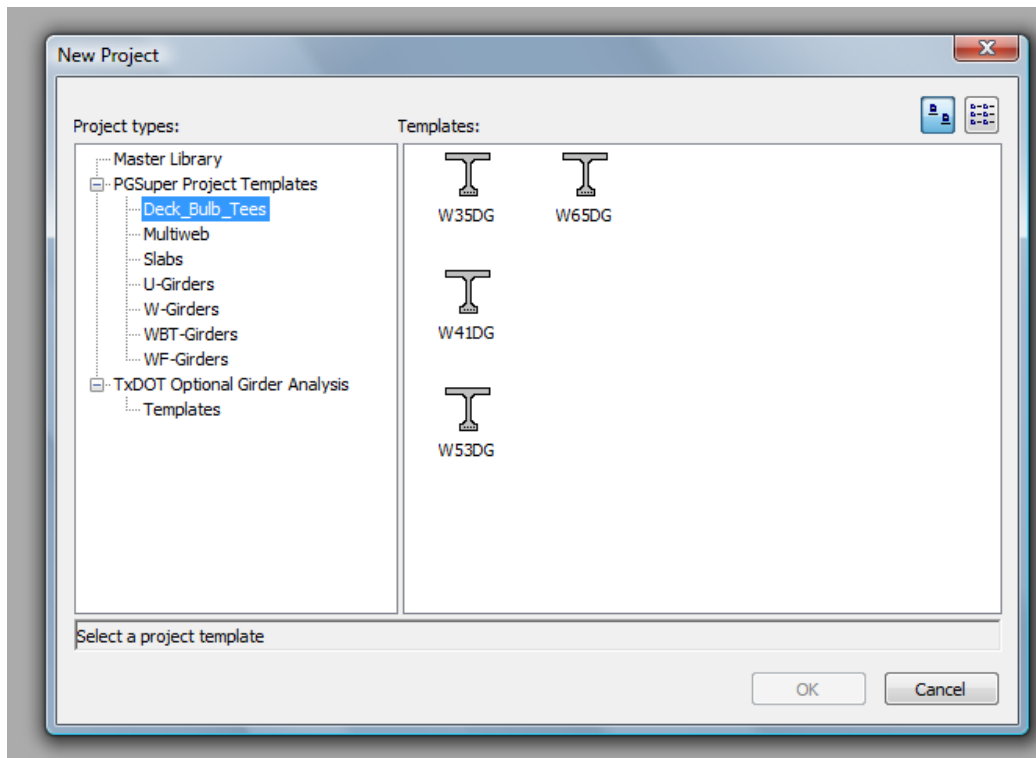 New Project
Project types:
Templates:
Master Library
PGSuper Project Templates
Deck_Bulb_Tees
Multiweb
Slabs
U-Girders
W-Girders
WBT-Girders
WF-Girders
TxDOT Optional Girder Analysis
Templates
W35DG W65DG
W41DG
W53DG
Select a project template
OK Cancel